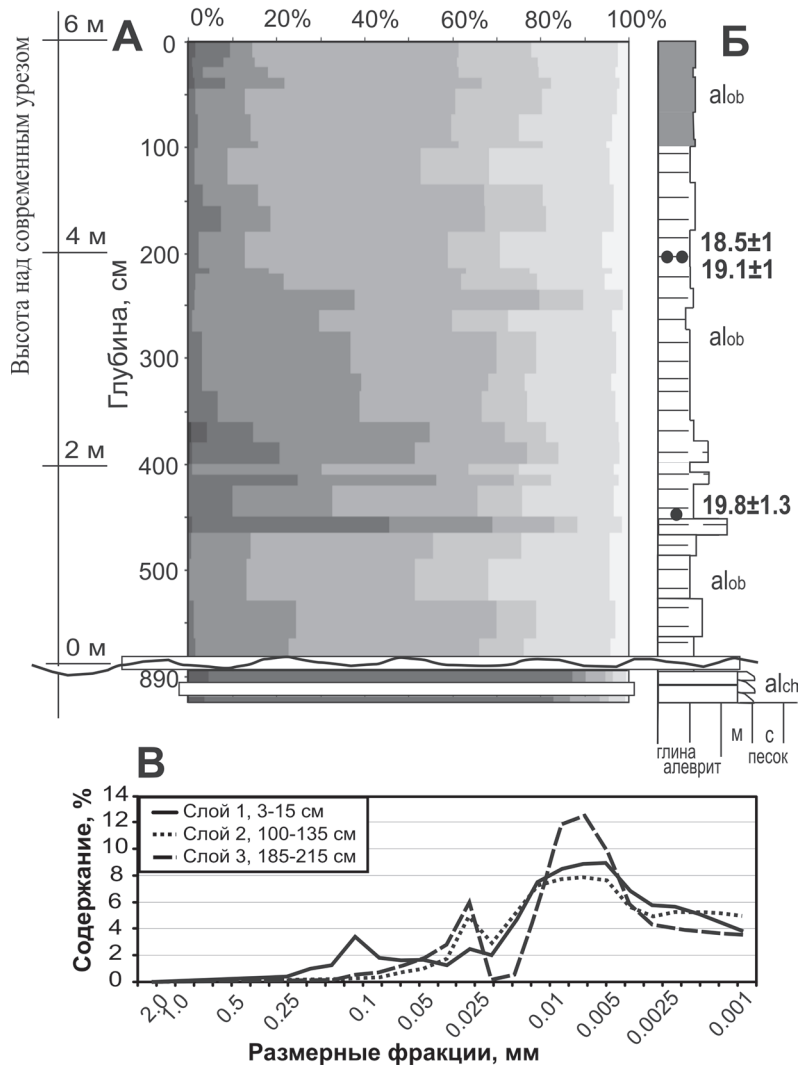 6 м
0% 20% 40% 60% 80% 100%
А
Б
0
100
200
300
400
500
890
4 м
2 м
0 м
Высота над современным урезом
Глубина, см
alob
18.5±1
19.1±1
alob
19.8±1.3
alob
alch
глина
алеврит
м
с
песок
В
14
12
10
8
6
4
2
0
Содержание, %
Слой 1, 3-15 см
Слой 2, 100-135 см
Слой 3, 185-215 см
2.0 1.0 0.5 0.25 0.1 0.05 0.025 0.01 0.005 0.0025 0.001
Размерные фракции, мм